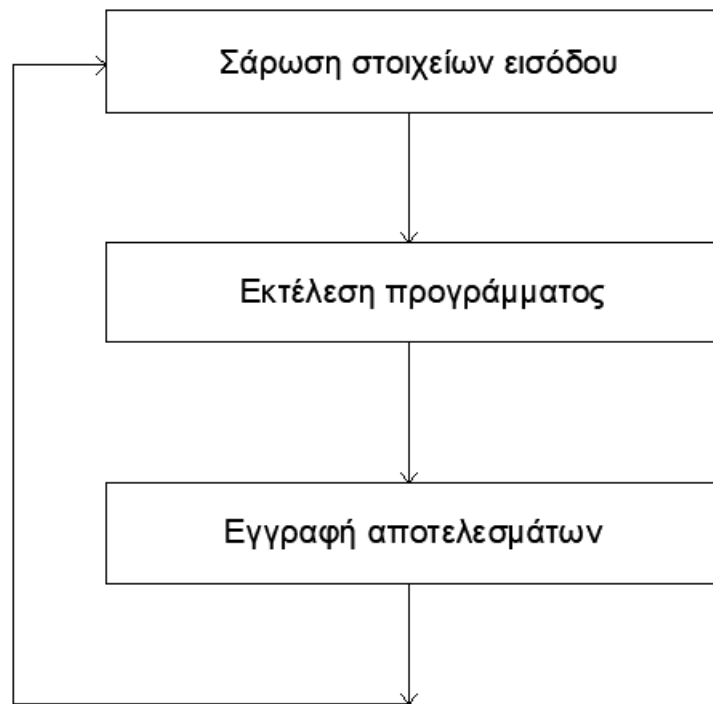 Σάρωση στοιχείων εισόδου
Εκτέλεση προγράμματος
Εγγραφή αποτελεσμάτων